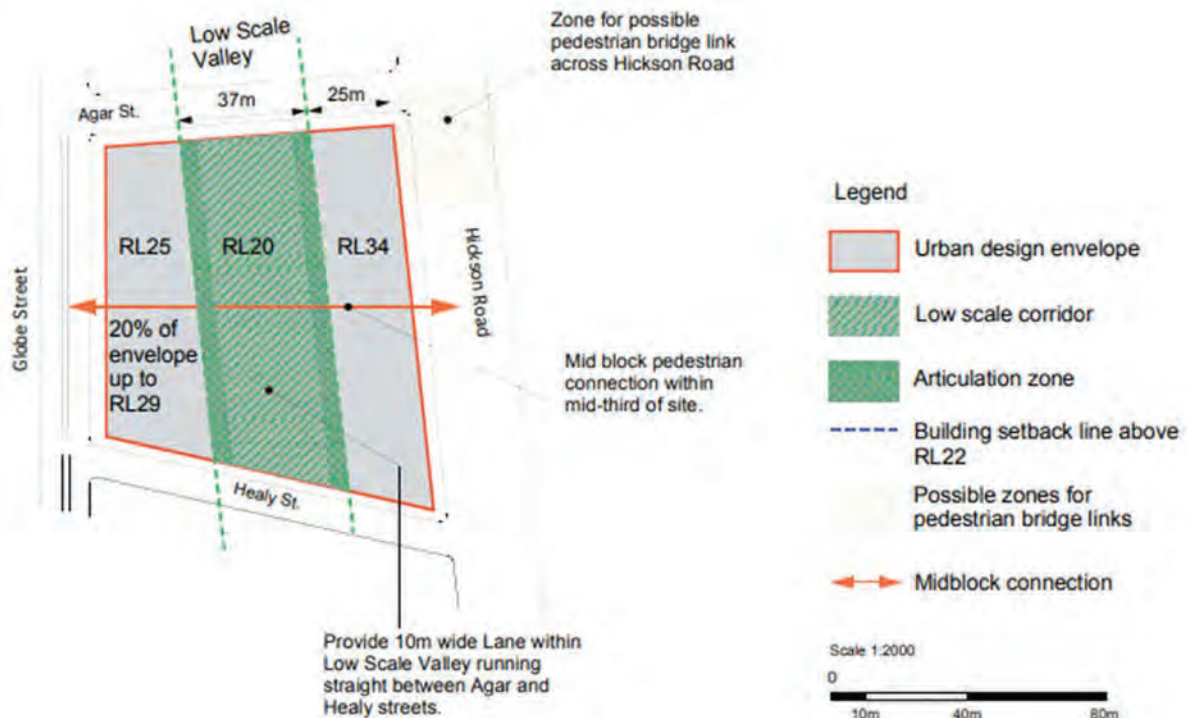 Low Scale
Valley
Zone for possible
pedestrian bridge link
across Hickson Road
37m
25m
Agar St.
RL25
RL20
RL34
Globe Street
Hickson Road
20% of
envelope
up to
RL29
Mid block pedestrian
connection within
mid-third of site.
Healy St.
Provide 10m wide Lane within
Low Scale Valley running
straight between Agar and
Healy streets.
Legend
Urban design envelope
Low scale corridor
Articulation zone
Building setback line above
RL22
Possible zones for
pedestrian bridge links
Midblock connection
Scale 1:2000
0
10m
40m
80m